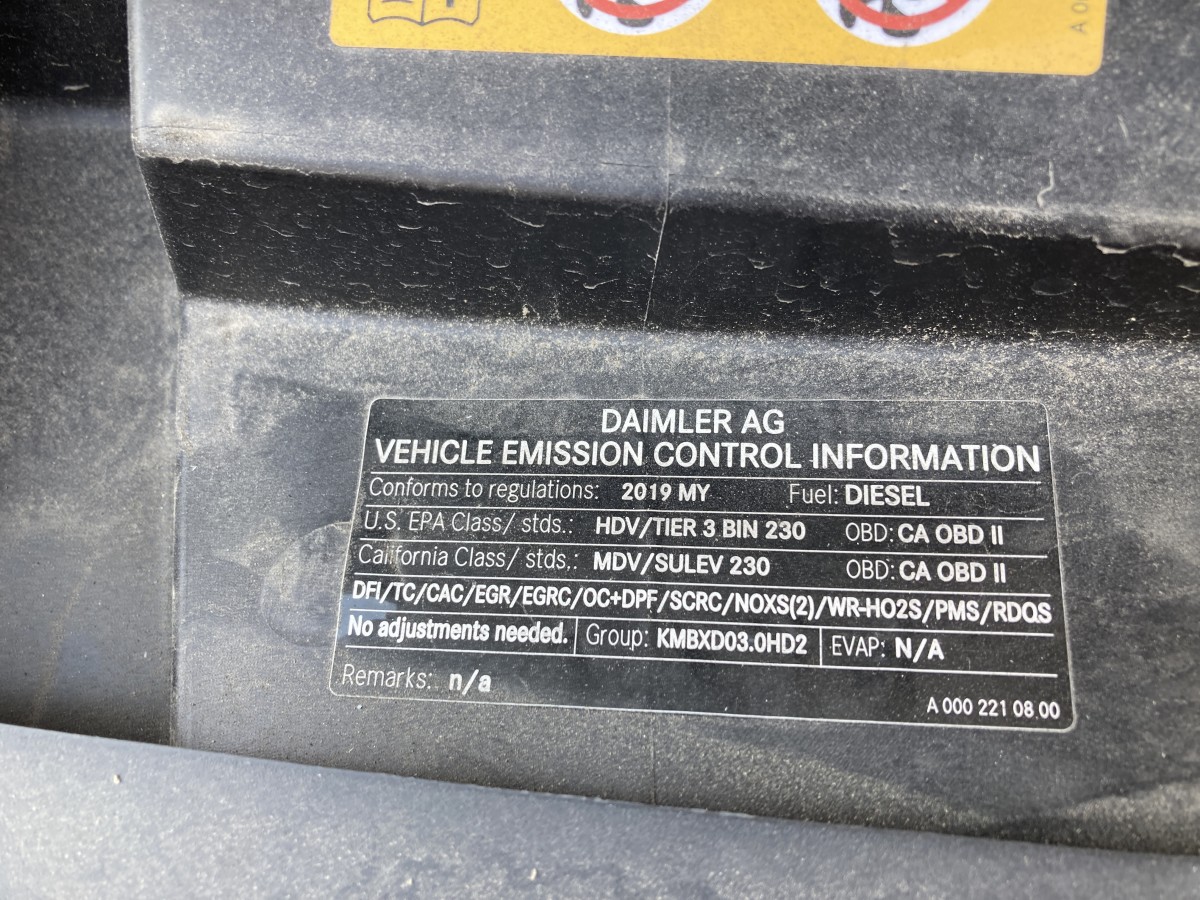 A 0
DAIMLER AG
VEHICLE EMISSION CONTROL INFORMATION
Conforms to regulations: 2019 MY Fuel: DIESEL
U.S. EPA Class/ stds.: HDV/TIER 3 BIN 230 OBD: CA OBD II
California Class/ stds,: MDV/SULEV 230 OBD: CA OBD II
DFI/TC/CAC/EGR/EGRC/OC+DPF/SCRC/NOXS(2)/WR-HO2S/PMS/RDQS
No adjustments needed. Group: KMBXD03.0HD2 EVAP: N/A
Remarks: n/a
A 000 221 08 00